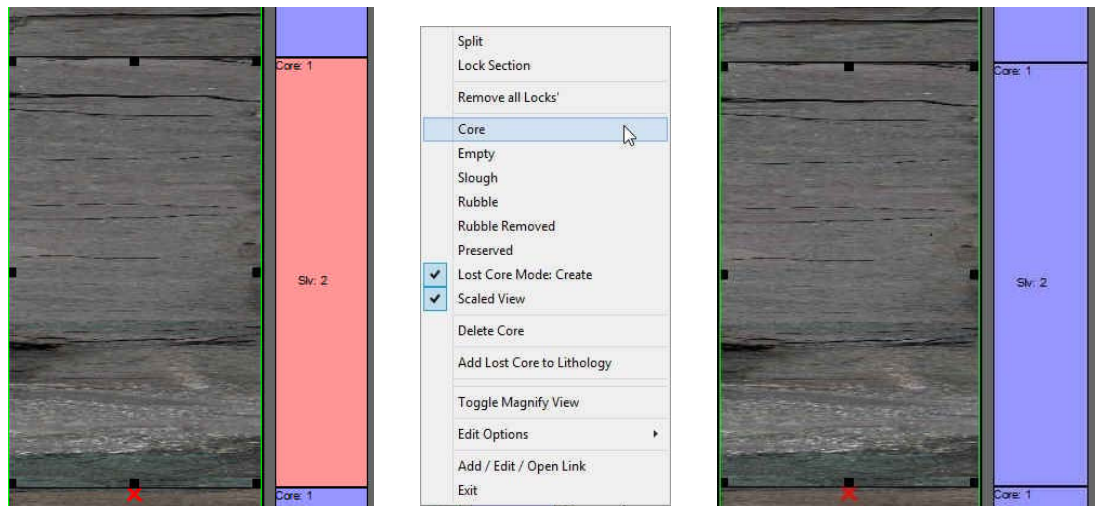 Core: 1
Slv: 2
Core: 1
Split
Lock Section
Remove all Locks'
Core
Empty
Slough
Rubble
Rubble Removed
Preserved
Lost Core Mode: Create
Scaled View
Delete Core
Add Lost Core to Lithology
Toggle Magnify View
Edit Options
Add / Edit / Open Link
Exit
Core: 1
Slv: 2
Core: 1